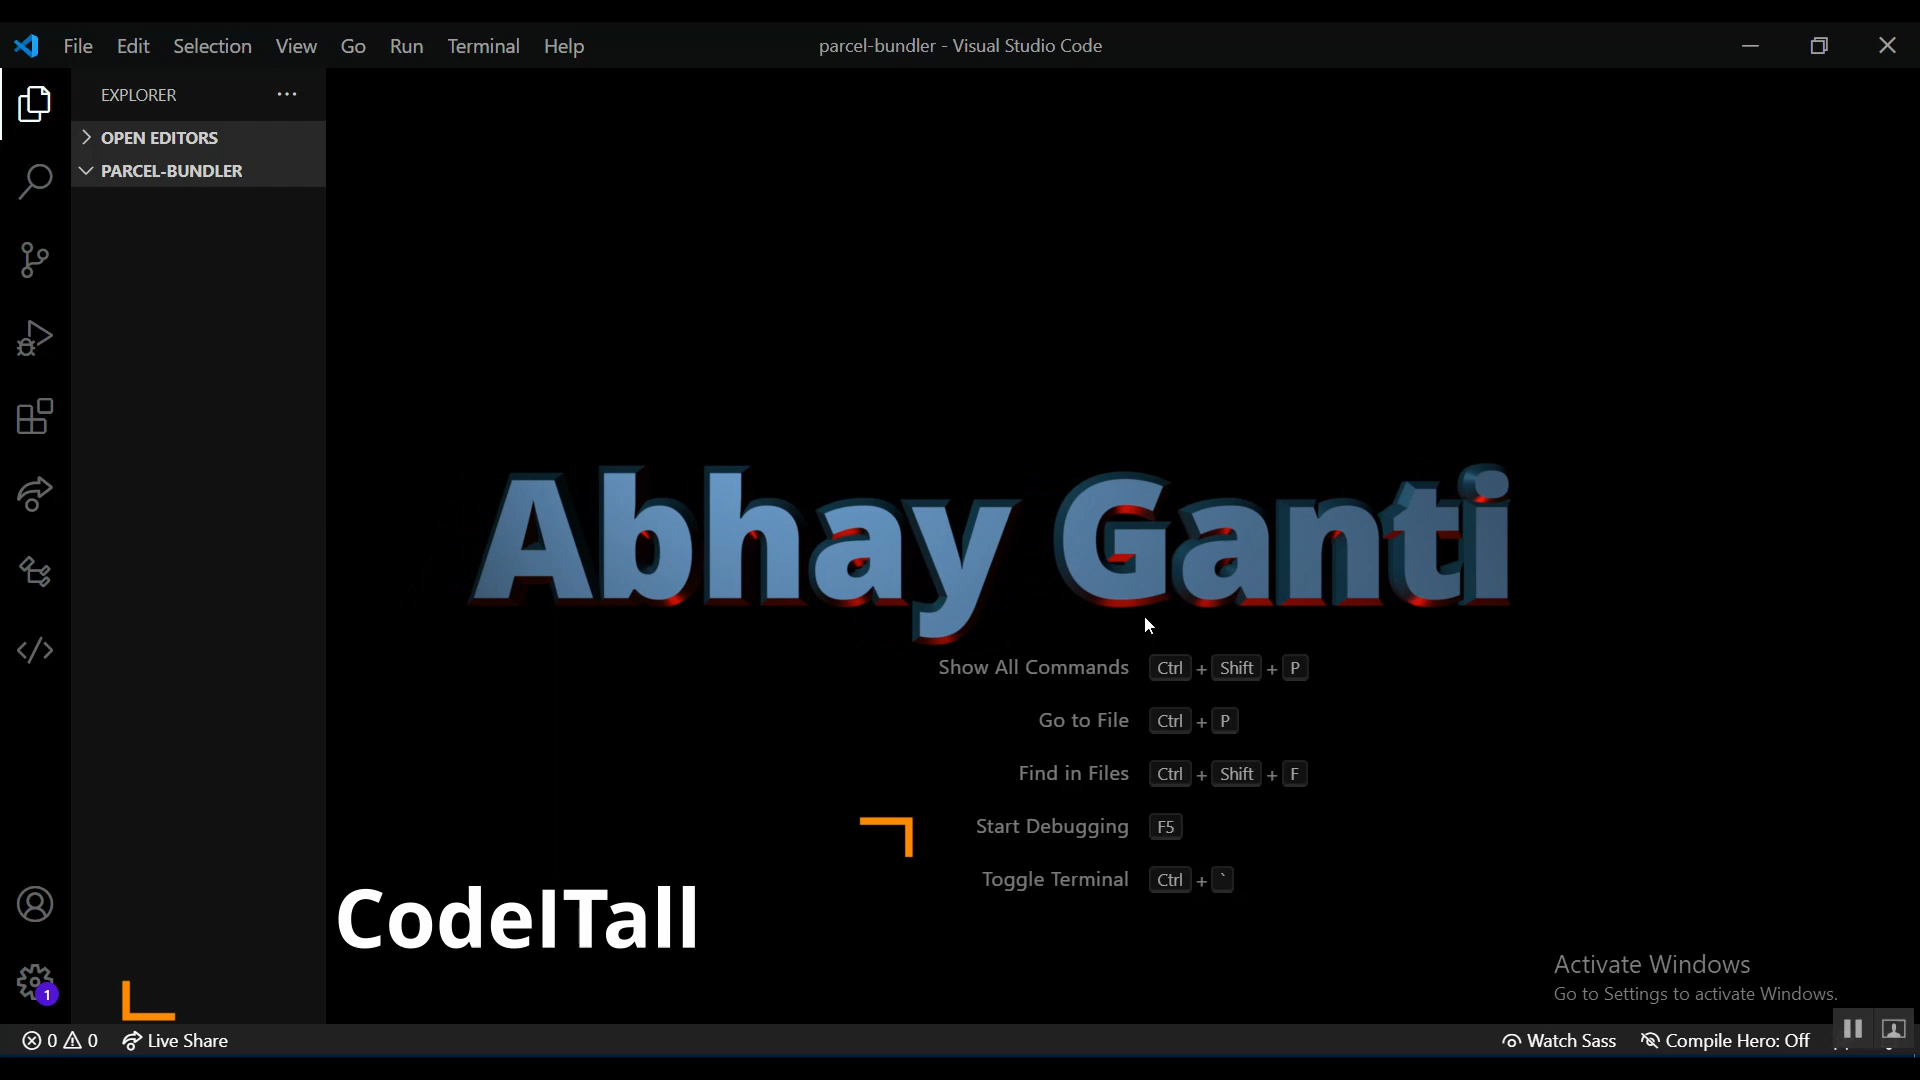 File Edit Selection View Go Run Terminal Help
parcel-bundler - Visual Studio Code
EXPLORER
OPEN EDITORS
PARCEL-BUNDLER
Abhay Ganti
Show All Commands Ctrl + Shift + P
Go to File Ctrl + P
Find in Files Ctrl + Shift + F
Start Debugging F5
Toggle Terminal Ctrl + `
CodeITall
Activate Windows
Go to Settings to activate Windows.
1
0 0 Live Share
Watch Sass Compile Hero: Off